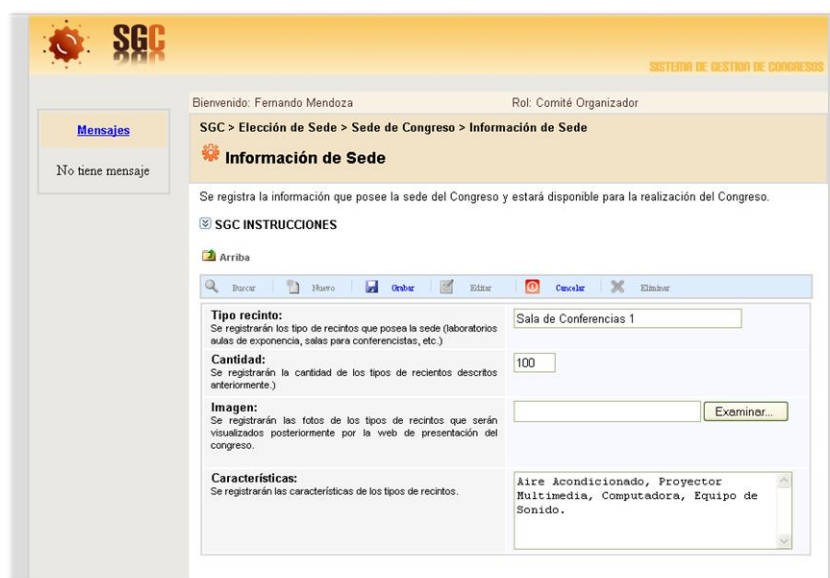 SGC
SISTEMA DE GESTION DE CONGRESOS
Bienvenido: Fernando Mendoza Rol: Comité Organizador
Mensajes
No tiene mensaje
SGC > Elección de Sede > Sede de Congreso > Información de Sede
Información de Sede
Se registra la información que posee la sede del Congreso y estará disponible para la realización del Congreso.
SGC INSTRUCCIONES
Arriba
Buscar Nuevo Grabar Editar Cancelar Eliminar
Tipo recinto:
Se registrarán los tipo de recintos que posea la sede (laboratorios
aulas de exponencia, salas para conferencistas, etc.)
Sala de Conferencias 1
Cantidad:
Se registrarán la cantidad de los tipos de recientos descritos
anteriormente.)
100
Imagen:
Se registrarán las fotos de los tipos de recintos que serán
visualizados posteriormente por la web de presentación del
congreso.
Examinar...
Características:
Se registrarán las características de los tipos de recintos.
Aire Acondicionado, Proyector
Multimedia, Computadora, Equipo de
Sonido.